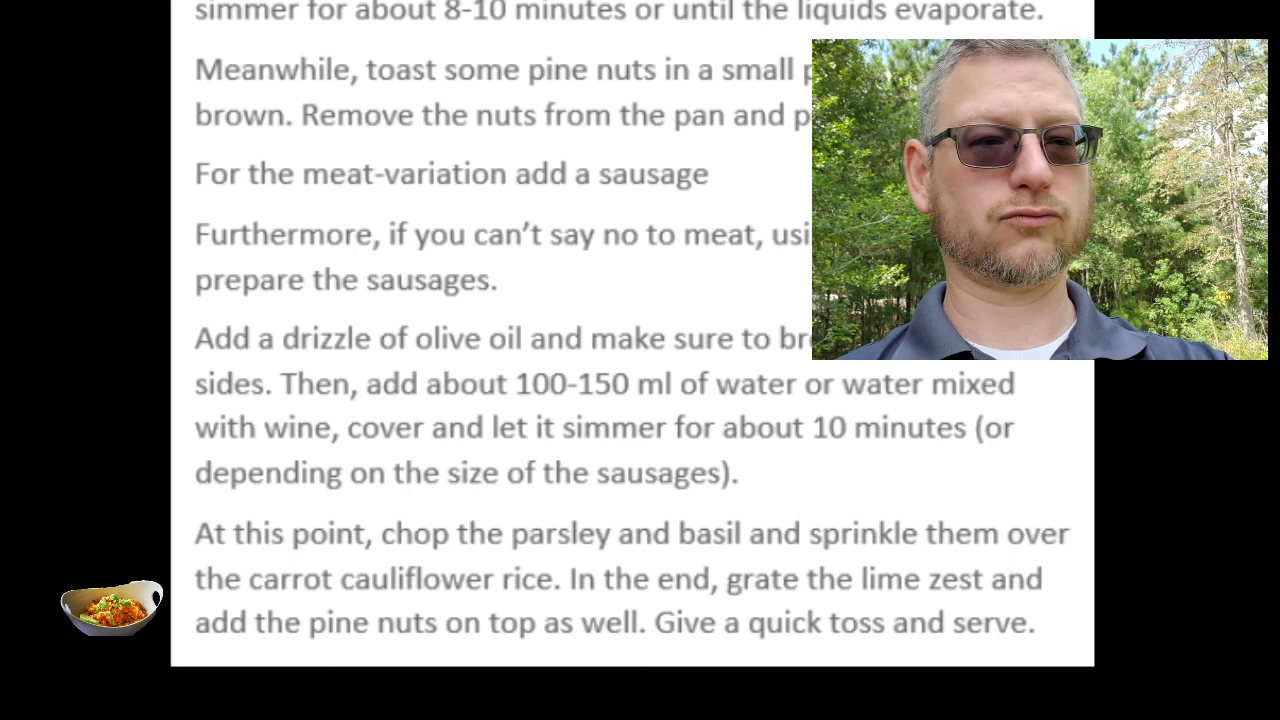 simmer for about 8-10 minutes or until the liquids evaporate.
Meanwhile, toast some pine nuts in a small
brown. Remove the nuts from the pan and
For the meat-variation add a sausage
Furthermore, if you can’t say no to meat,
prepare the sausages.
Add a drizzle of olive oil and make sure to
sides. Then, add about 100-150 ml of water or water mixed
with wine, cover and let it simmer for about 10 minutes (or
depending on the size of the sausages).
At this point, chop the parsley and basil and sprinkle them over
the carrot cauliflower rice. In the end, grate the lime zest and
add the pine nuts on top as well. Give a quick toss and serve.